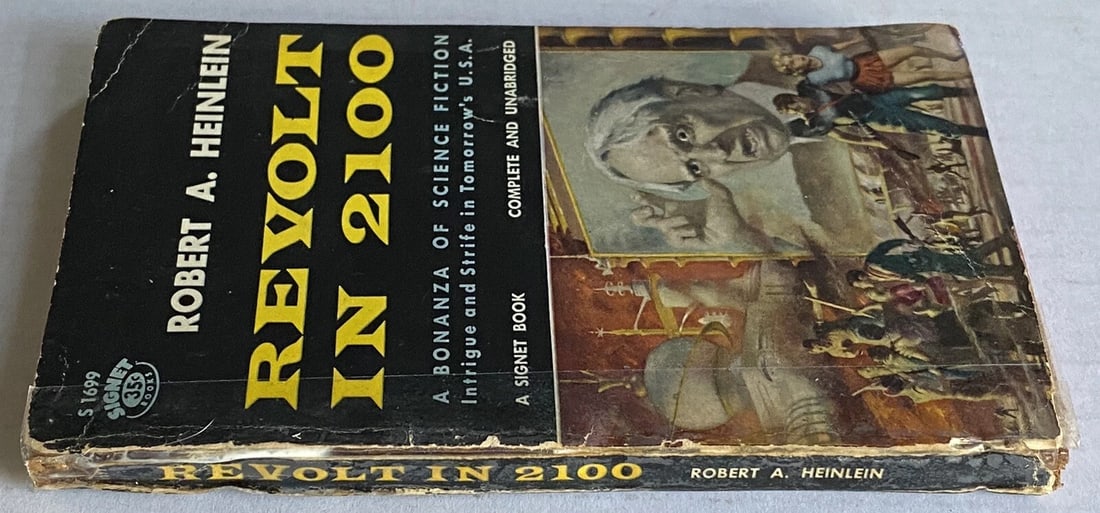 S 1699
SIGNET
35¢
BOOKS
ROBERT A. HEINLEIN
REVOLT
IN 2100
A BONANZA OF SCIENCE FICTION
Intrigue and Strife in Tomorrow's U.S.A.
A SIGNET BOOK COMPLETE AND UNABRIDGED
REVOLT IN 2100 ROBERT A. HEINLEIN